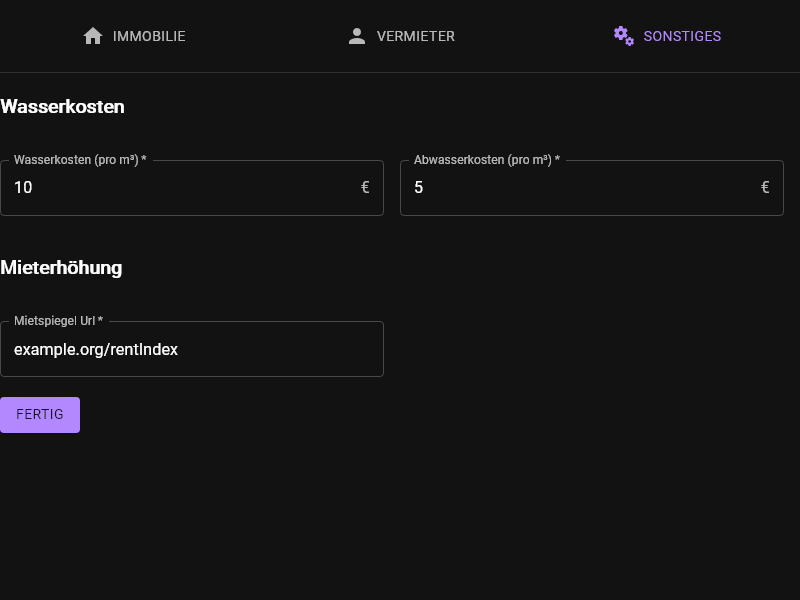 IMMOBILIE VERMIETER SONSTIGES
Wasserkosten
Wasserkosten (pro m³) * Abwasserkosten (pro m³) *
10 € 5 €
Mieterhöhung
Mietspiegel Url *
example.org/rentIndex
FERTIG